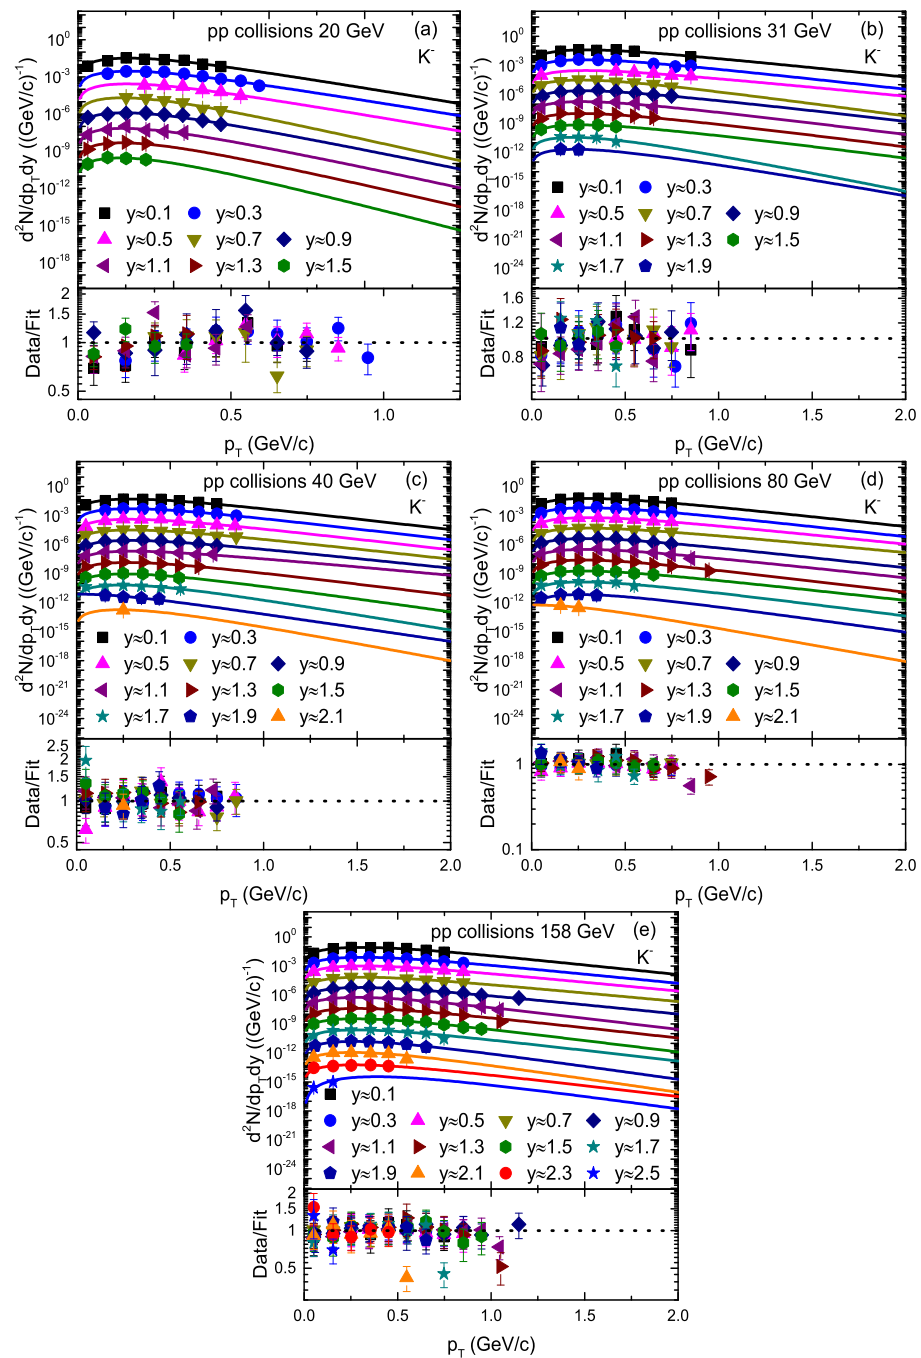 pp collisions 20 GeV (a)
K⁻
d²N/dp_Tdy ((GeV/c)⁻¹)
10⁰
10⁻³
10⁻⁶
10⁻⁹
10⁻¹²
10⁻¹⁵
10⁻¹⁸
y≈0.1 y≈0.3
y≈0.5 y≈0.7 y≈0.9
y≈1.1 y≈1.3 y≈1.5
Data/Fit
2
1.5
1
0.5
0.0 0.5 1.0
p_T (GeV/c)
pp collisions 31 GeV (b)
K⁻
d²N/dp_Tdy ((GeV/c)⁻¹)
10⁰
10⁻³
10⁻⁶
10⁻⁹
10⁻¹²
10⁻¹⁵
10⁻¹⁸
10⁻²¹
10⁻²⁴
y≈0.1 y≈0.3
y≈0.5 y≈0.7 y≈0.9
y≈1.1 y≈1.3 y≈1.5
y≈1.7 y≈1.9
Data/Fit
1.6
1.2
0.8
0.0 0.5 1.0 1.5 2.0
p_T (GeV/c)
pp collisions 40 GeV (c)
K⁻
d²N/dp_Tdy ((GeV/c)⁻¹)
10⁰
10⁻³
10⁻⁶
10⁻⁹
10⁻¹²
10⁻¹⁵
10⁻¹⁸
10⁻²¹
10⁻²⁴
y≈0.1 y≈0.3
y≈0.5 y≈0.7 y≈0.9
y≈1.1 y≈1.3 y≈1.5
y≈1.7 y≈1.9 y≈2.1
Data/Fit
2.5
1.5
1
0.5
0.0 0.5 1.0 1.5 2.0
p_T (GeV/c)
pp collisions 80 GeV (d)
K⁻
d²N/dp_Tdy ((GeV/c)⁻¹)
10⁰
10⁻³
10⁻⁶
10⁻⁹
10⁻¹²
10⁻¹⁵
10⁻¹⁸
10⁻²¹
10⁻²⁴
y≈0.1 y≈0.3
y≈0.5 y≈0.7 y≈0.9
y≈1.1 y≈1.3 y≈1.5
y≈1.7 y≈1.9 y≈2.1
Data/Fit
1
0.1
0.0 0.5 1.0 1.5 2.0
p_T (GeV/c)
pp collisions 158 GeV (e)
K⁻
d²N/dp_Tdy ((GeV/c)⁻¹)
10⁰
10⁻³
10⁻⁶
10⁻⁹
10⁻¹²
10⁻¹⁵
10⁻¹⁸
10⁻²¹
10⁻²⁴
y≈0.1
y≈0.3 y≈0.5 y≈0.7 y≈0.9
y≈1.1 y≈1.3 y≈1.5 y≈1.7
y≈1.9 y≈2.1 y≈2.3 y≈2.5
Data/Fit
2
1.5
1
0.5
0.0 0.5 1.0 1.5 2.0
p_T (GeV/c)